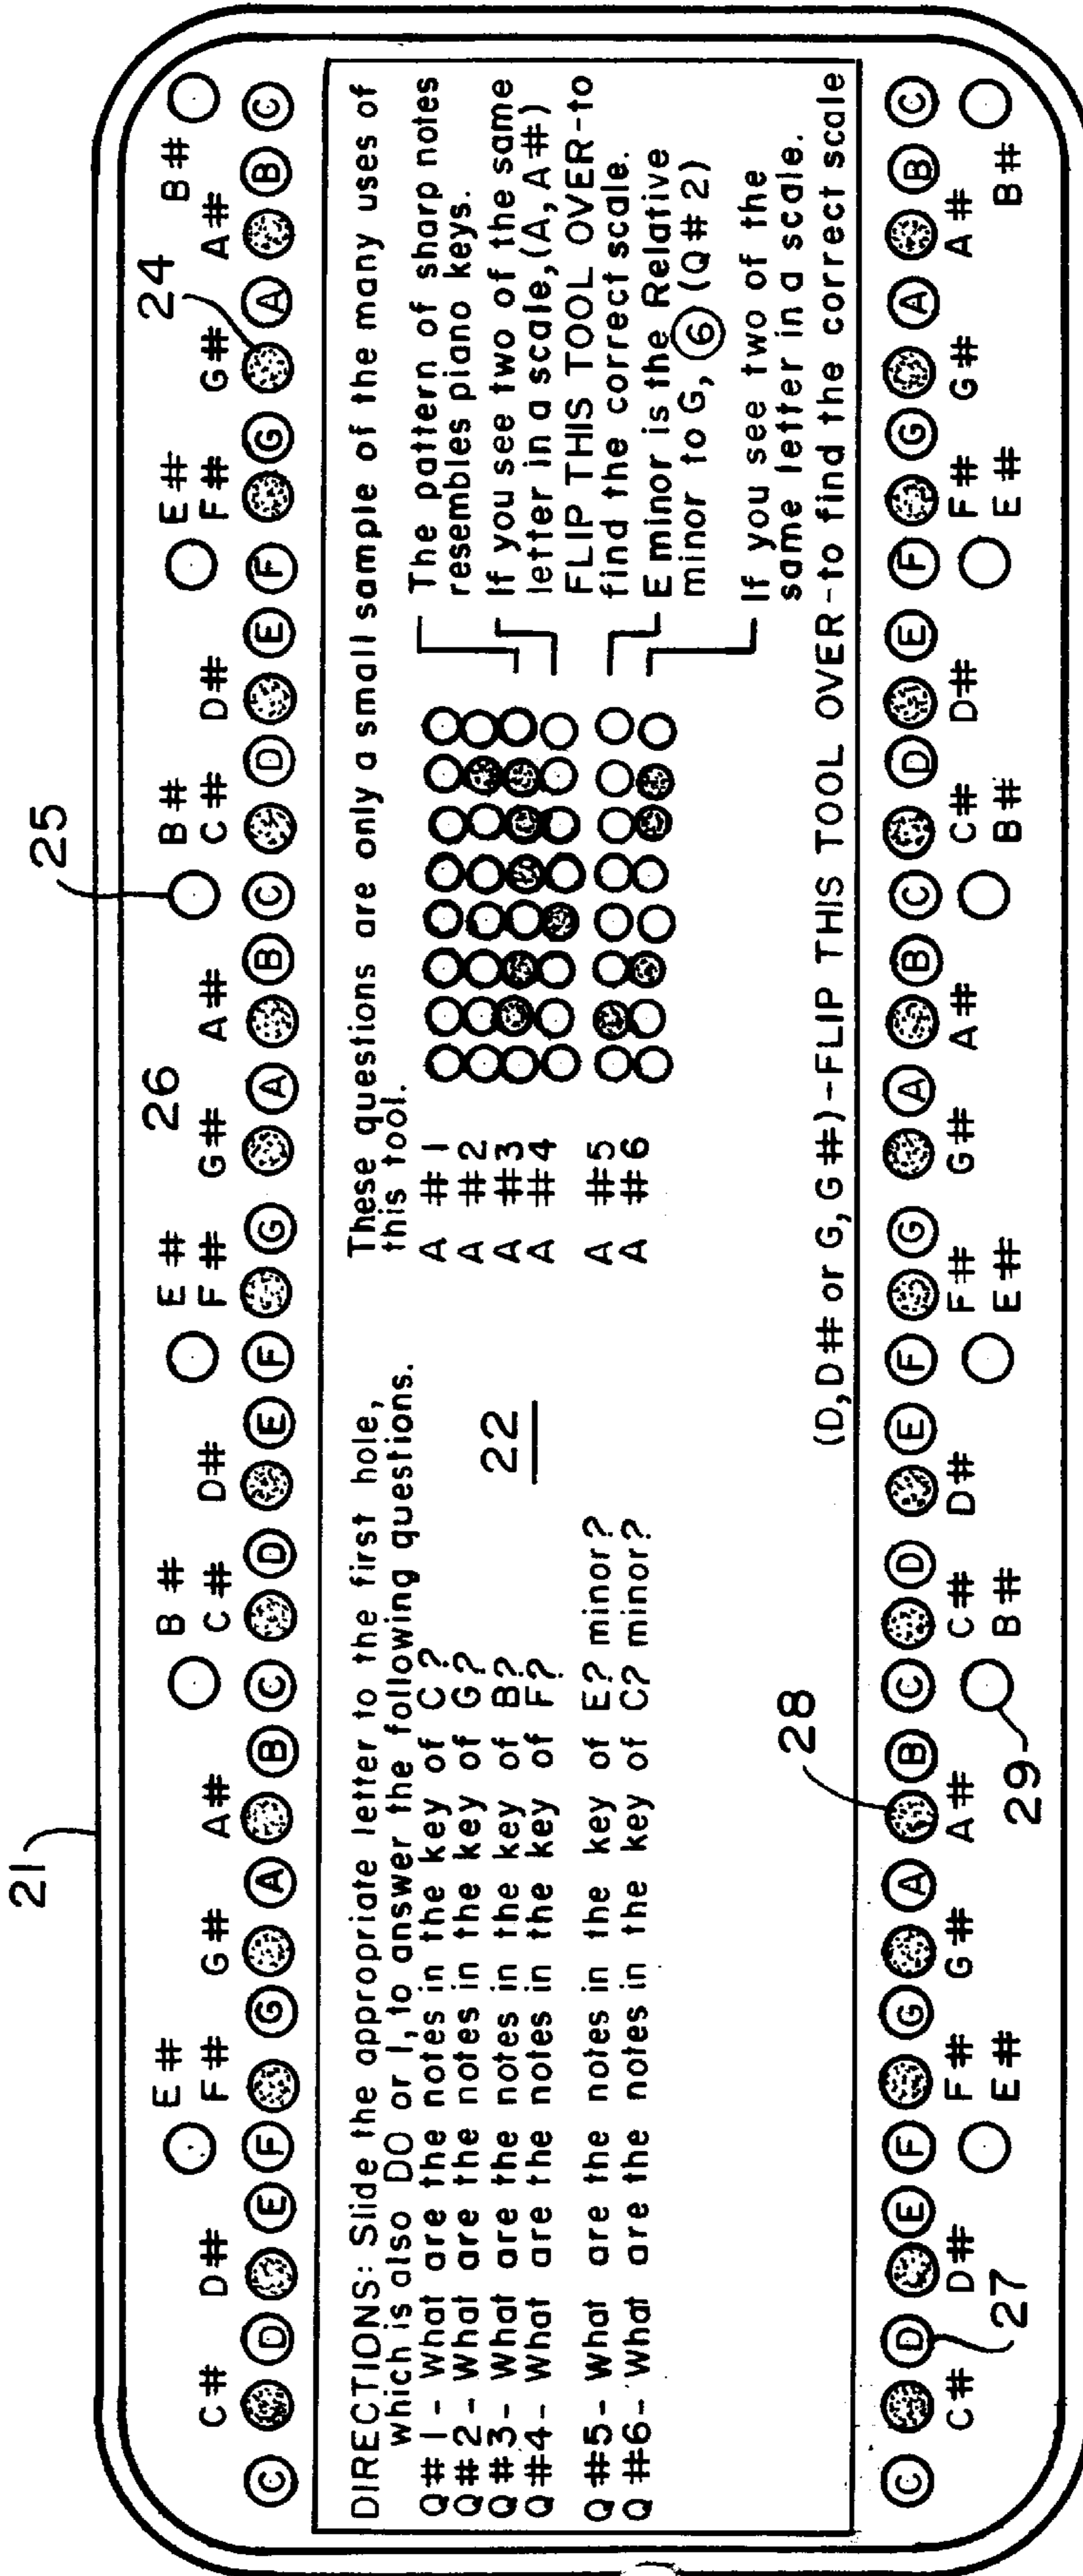 21
25
26
24
E# B# E# B# E# B#
C# D# F# G# A# C# D# F# G# A# C# D# F# G# A#
C D E F G A B C D E F G A B C D E F G A B C
DIRECTIONS: Slide the appropriate letter to the first hole,
which is also DO or 1, to answer the following questions.
Q #1 - What are the notes in the key of C?
Q #2 - What are the notes in the key of G?
Q #3 - What are the notes in the key of B?
Q #4 - What are the notes in the key of F?
Q #5 - What are the notes in the key of E? minor?
Q #6 - What are the notes in the key of C? minor?
22
These questions are only a small sample of the many uses of
this tool.
A #1
A #2
A #3
A #4
A #5
A #6
The pattern of sharp notes
resembles piano keys.
If you see two of the same
letter in a scale, (A, A#)
FLIP THIS TOOL OVER-to
find the correct scale.
E minor is the Relative
minor to G, 6 (Q #2)
If you see two of the
same letter in a scale.
(D, D# or G, G#)-FLIP THIS TOOL OVER-to find the correct scale
28
C D E F G A B C D E F G A B C D E F G A B C
C# D# F# G# A# C# D# F# G# A# C# D# F# G# A#
E# B# E# B# E# B#
27
29